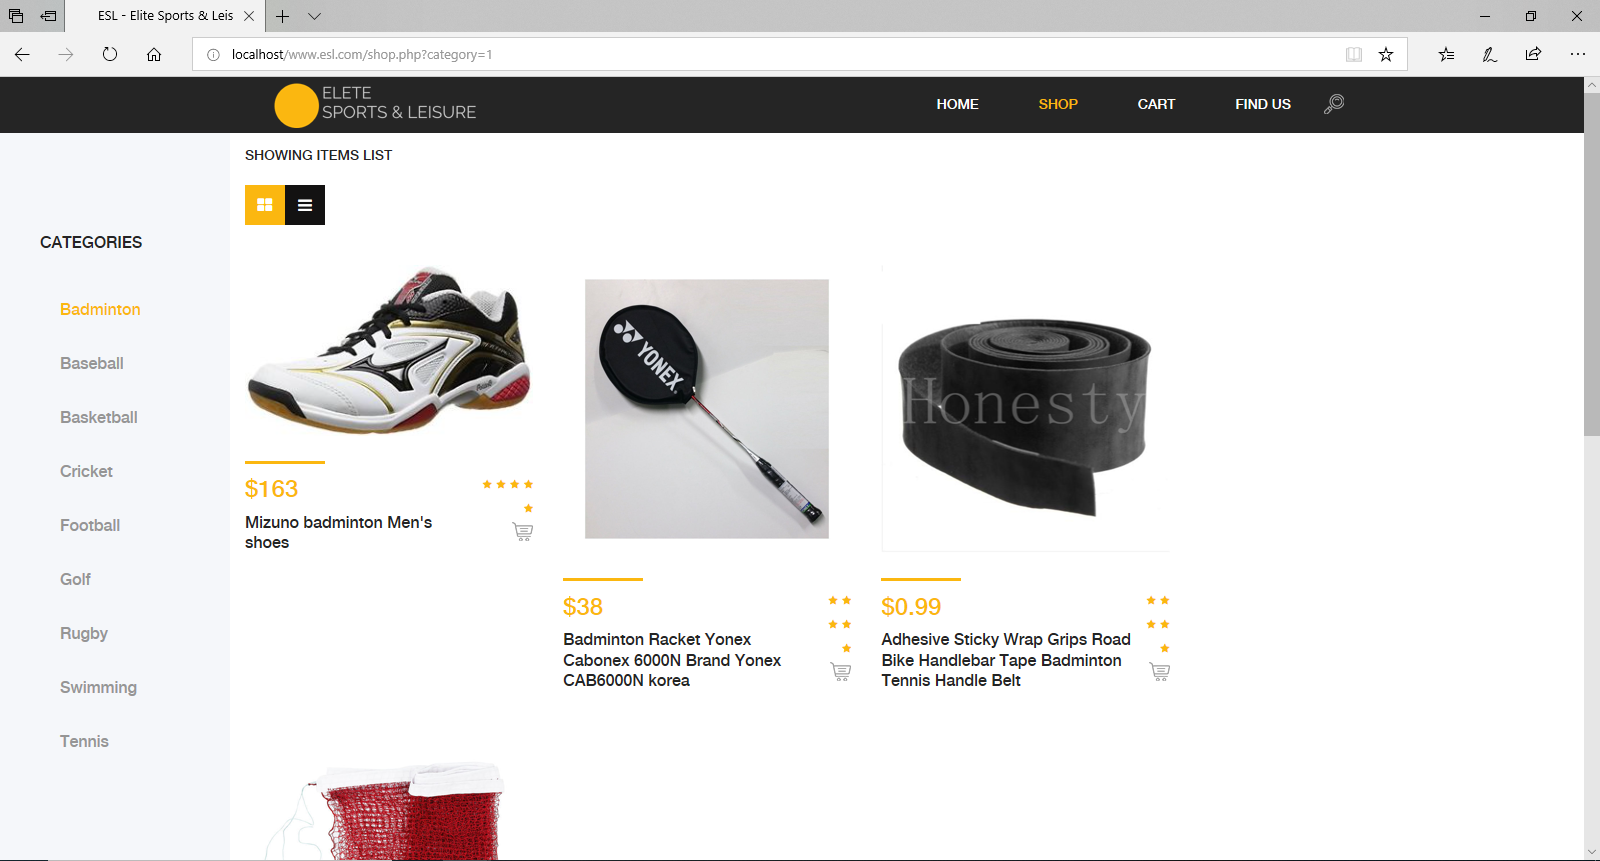 ESL - Elite Sports & Leis
localhost/www.esl.com/shop.php?category=1
ELETE
SPORTS & LEISURE
HOME
SHOP
CART
FIND US
SHOWING ITEMS LIST
CATEGORIES
Badminton
Baseball
Basketball
Cricket
Football
Golf
Rugby
Swimming
Tennis
YONEX
Honesty
$163
Mizuno badminton Men's
shoes
$38
Badminton Racket Yonex
Cabonex 6000N Brand Yonex
CAB6000N korea
$0.99
Adhesive Sticky Wrap Grips Road
Bike Handlebar Tape Badminton
Tennis Handle Belt